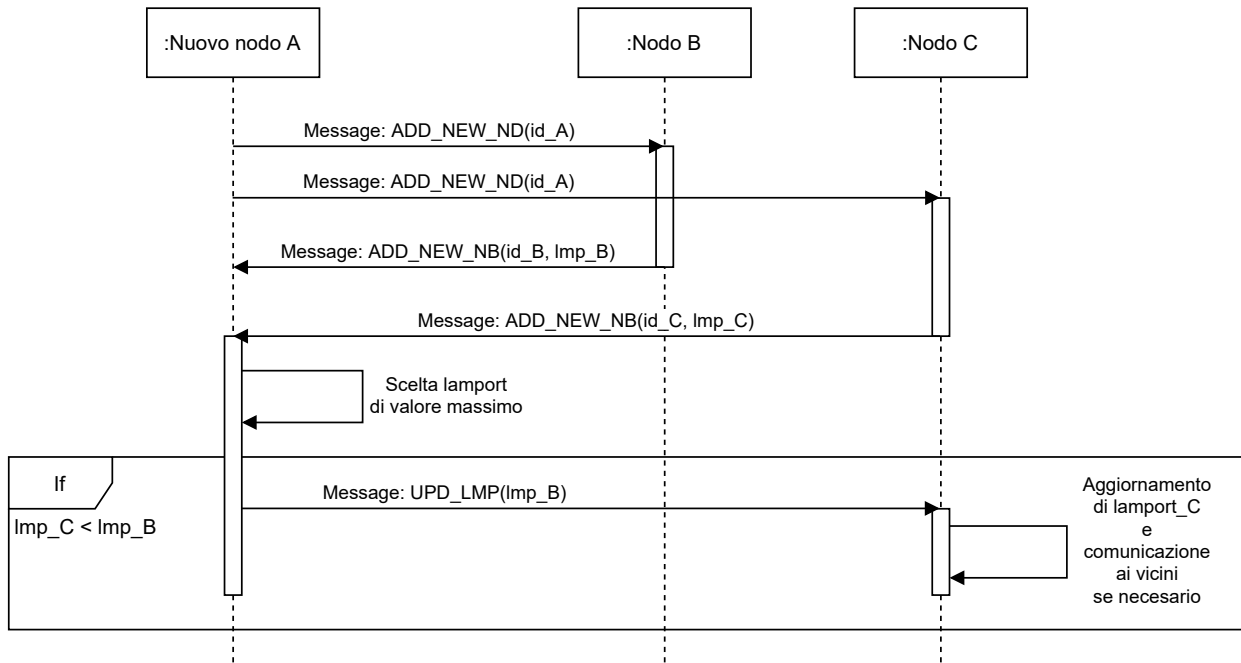 :Nuovo nodo A
:Nodo B
:Nodo C
Message: ADD_NEW_ND(id_A)
Message: ADD_NEW_ND(id_A)
Message: ADD_NEW_NB(id_B, lmp_B)
Message: ADD_NEW_NB(id_C, lmp_C)
Scelta lamport
di valore massimo
If
lmp_C < lmp_B
Message: UPD_LMP(lmp_B)
Aggiornamento
di lamport_C
e
comunicazione
ai vicini
se necesario